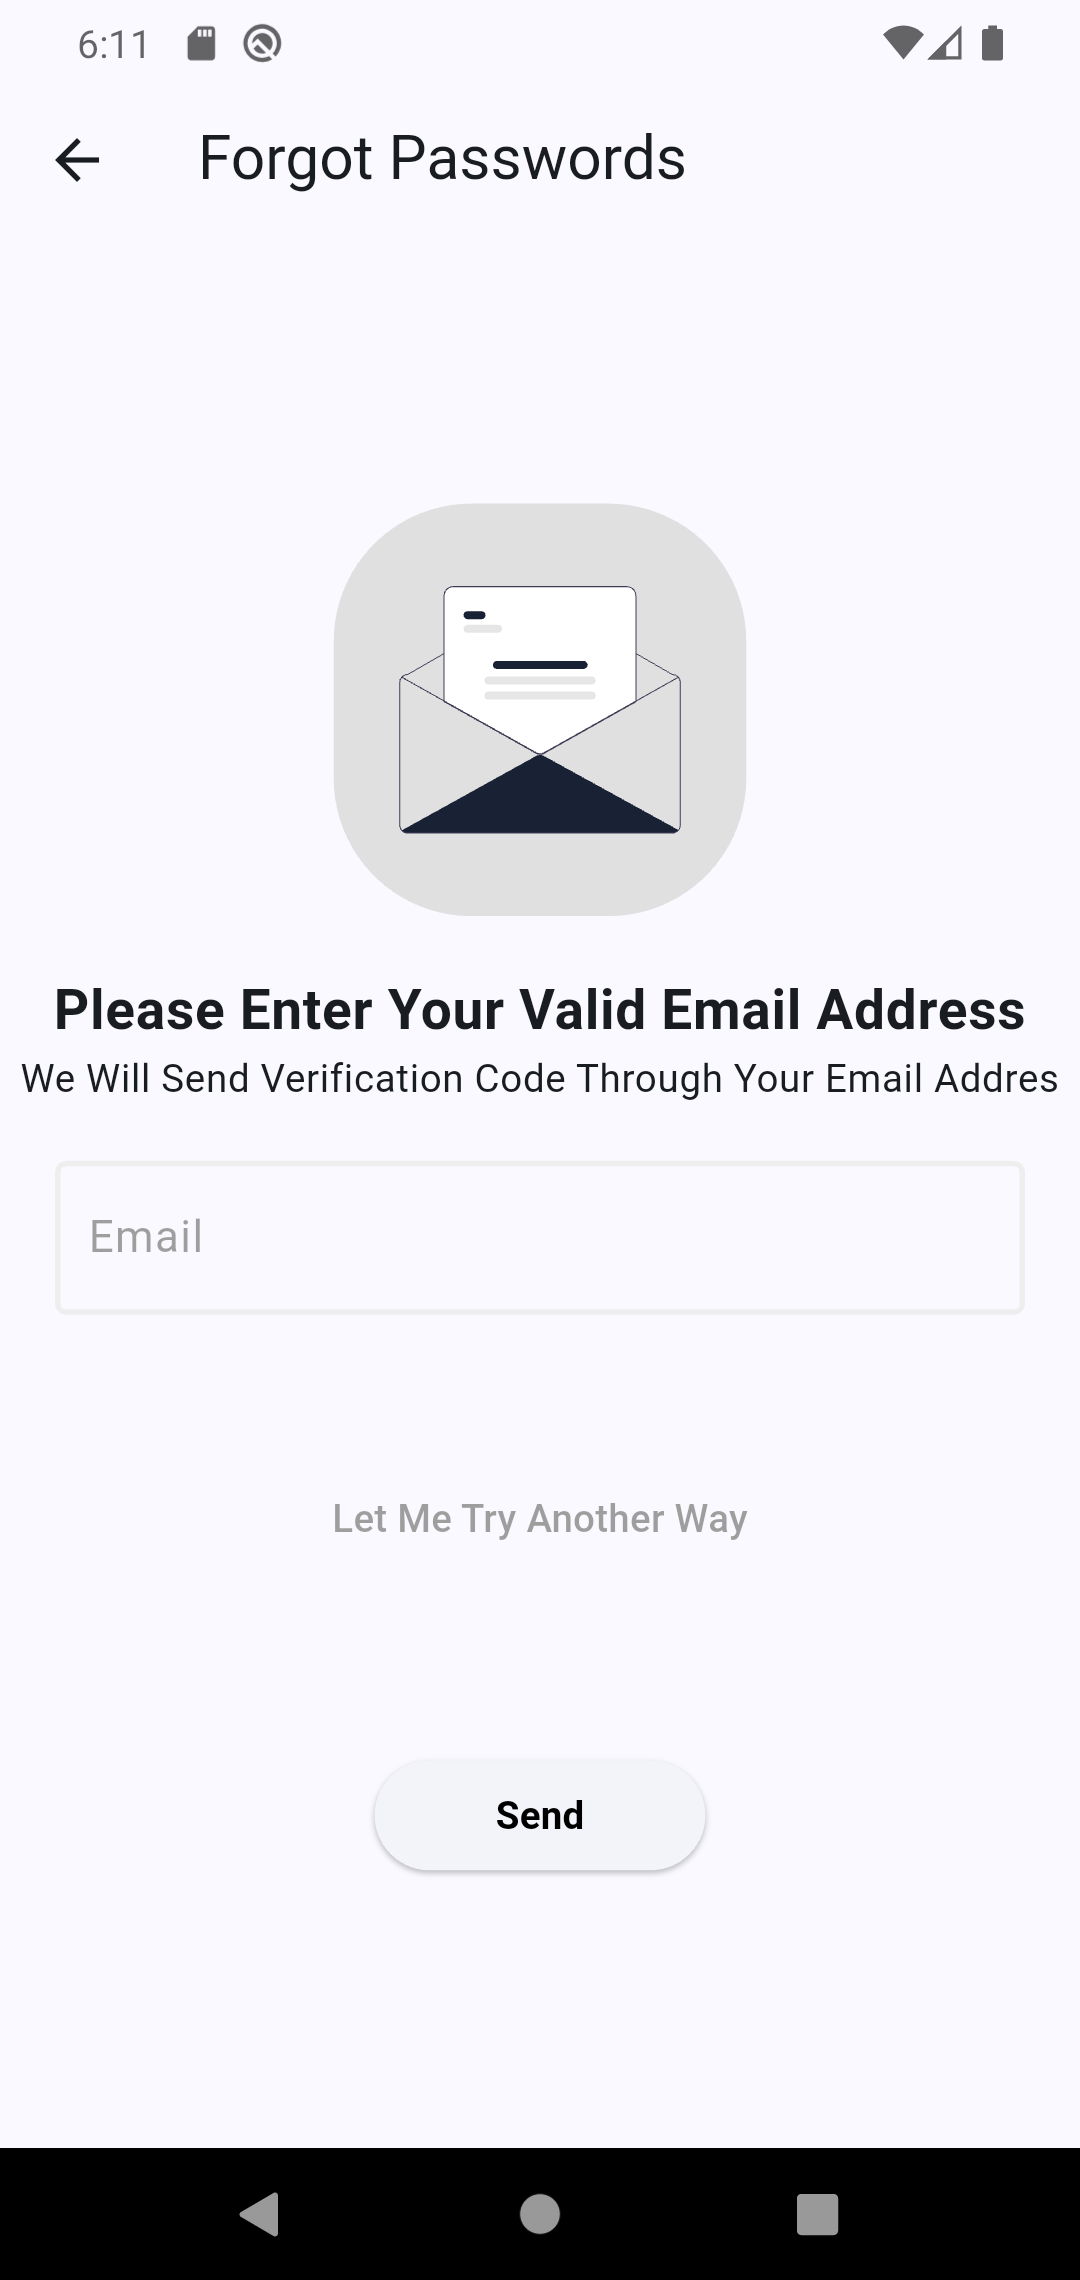 6:11
Forgot Passwords
Please Enter Your Valid Email Address
We Will Send Verification Code Through Your Email Addres
Email
Let Me Try Another Way
Send